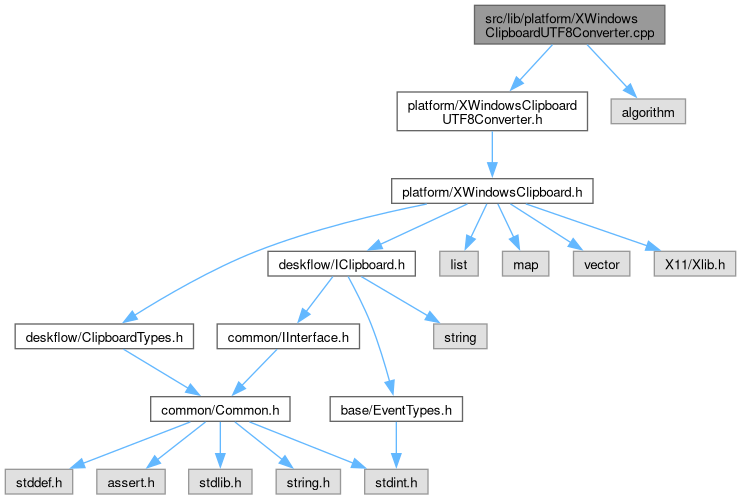 src/lib/platform/XWindows
ClipboardUTF8Converter.cpp
platform/XWindowsClipboard
UTF8Converter.h
algorithm
platform/XWindowsClipboard.h
deskflow/IClipboard.h
list
map
vector
X11/Xlib.h
deskflow/ClipboardTypes.h
common/IInterface.h
string
common/Common.h
base/EventTypes.h
stddef.h
assert.h
stdlib.h
string.h
stdint.h